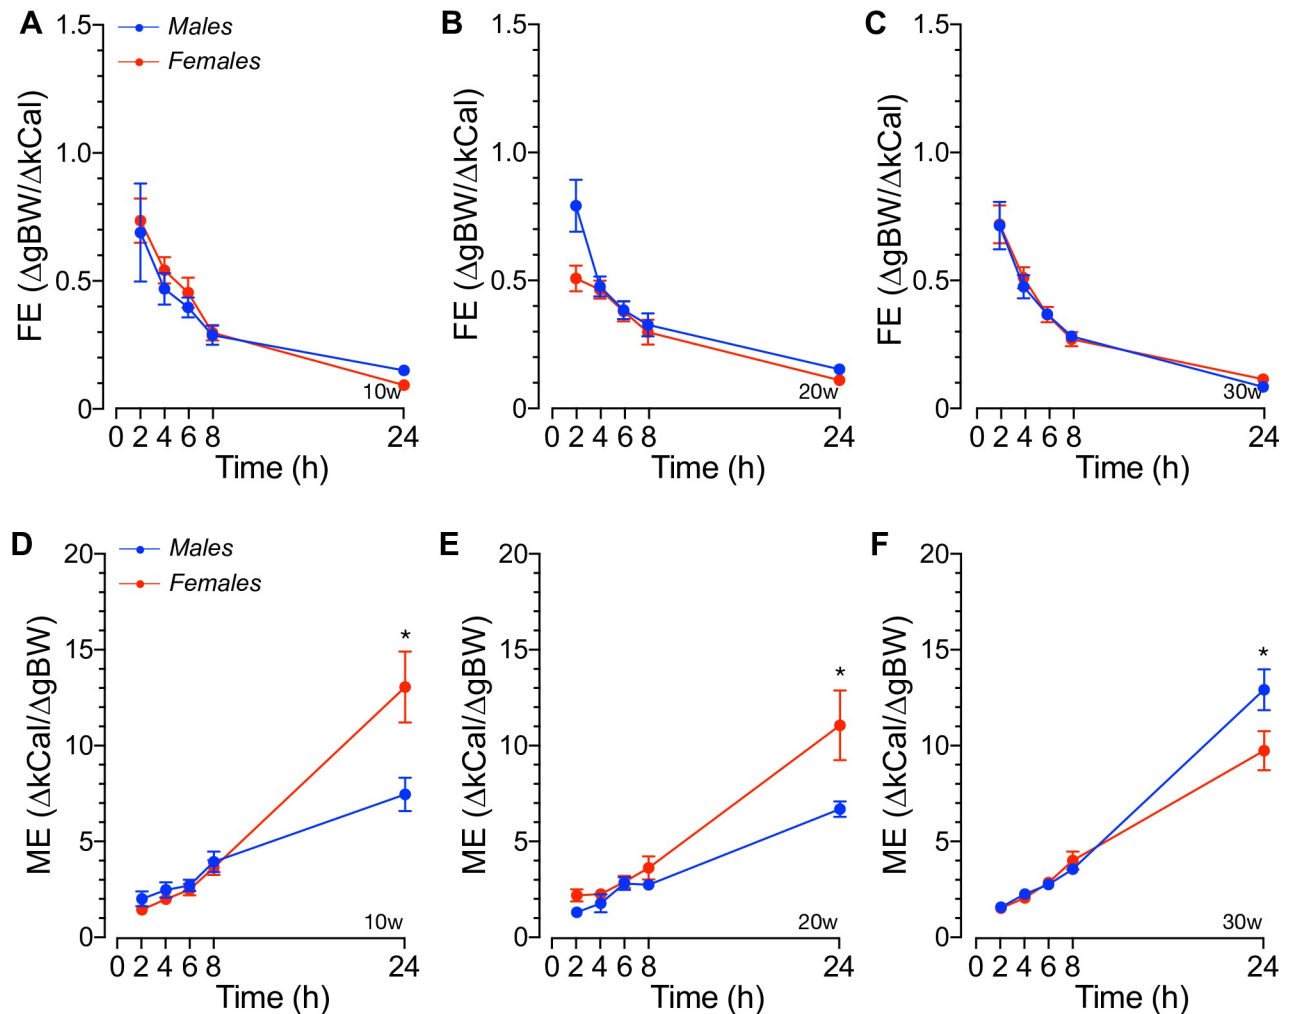 A
Males
Females
FE (ΔgBW/ΔkCal)
1.5
1.0
0.5
0
10w
0 2 4 6 8 24
Time (h)
B
FE (ΔgBW/ΔkCal)
1.5
1.0
0.5
0
20w
0 2 4 6 8 24
Time (h)
C
FE (ΔgBW/ΔkCal)
1.5
1.0
0.5
0
30w
0 2 4 6 8 24
Time (h)
D
Males
Females
ME (ΔkCal/ΔgBW)
20
15
10
5
0
*
10w
0 2 4 6 8 24
Time (h)
E
ME (ΔkCal/ΔgBW)
20
15
10
5
0
*
20w
0 2 4 6 8 24
Time (h)
F
ME (ΔkCal/ΔgBW)
20
15
10
5
0
*
30w
0 2 4 6 8 24
Time (h)